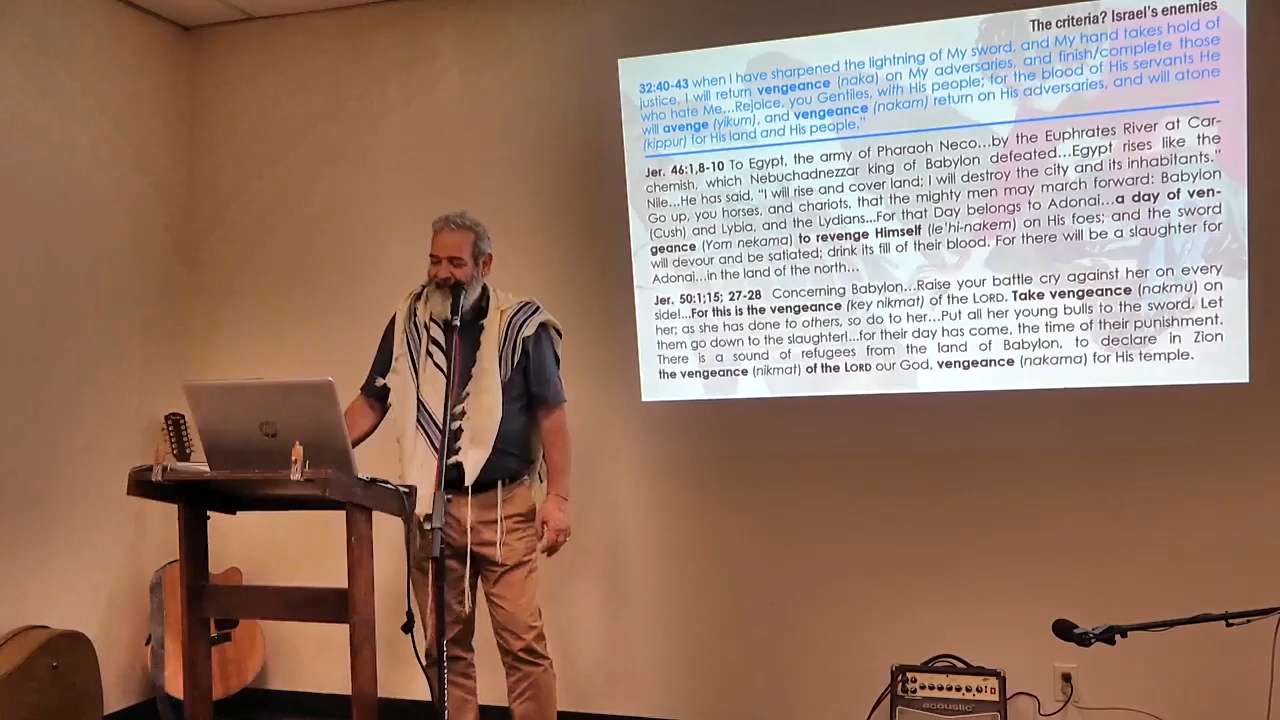 The criteria? Israel's enemies
32:40-43 when I have sharpened the lightning of My sword, and My hand takes hold of
justice, I will return vengeance (naka) on My adversaries, and finish/complete those
who hate Me...Rejoice, you Gentiles, with His people; for the blood of His servants He
will avenge (yikum), and vengeance (nakam) return on His adversaries, and will atone
(kippur) for His land and His people."
Jer. 46:1,8-10 To Egypt, the army of Pharaoh Neco...by the Euphrates River at Car-
chemish, which Nebuchadnezzar king of Babylon defeated...Egypt rises like the
Nile...He has said, "I will rise and cover land; I will destroy the city and its inhabitants."
Go up, you horses, and chariots, that the mighty men may march forward: Babylon
(Cush) and Lybia, and the Lydians...For that Day belongs to Adonai...a day of ven-
geance (Yom nekama) to revenge Himself (le'hi-nakem) on His foes; and the sword
will devour and be satiated; drink its fill of their blood. For there will be a slaughter for
Adonai...in the land of the north...
Jer. 50:1;15; 27-28 Concerning Babylon...Raise your battle cry against her on every
side!...For this is the vengeance (key nikmat) of the LORD. Take vengeance (nakmu) on
her; as she has done to others, so do to her...Put all her young bulls to the sword, Let
them go down to the slaughter!...for their day has come, the time of their punishment.
There is a sound of refugees from the land of Babylon, to declare in Zion
the vengeance (nikmat) of the LORD our God, vengeance (nakama) for His temple.
hp
acoustic